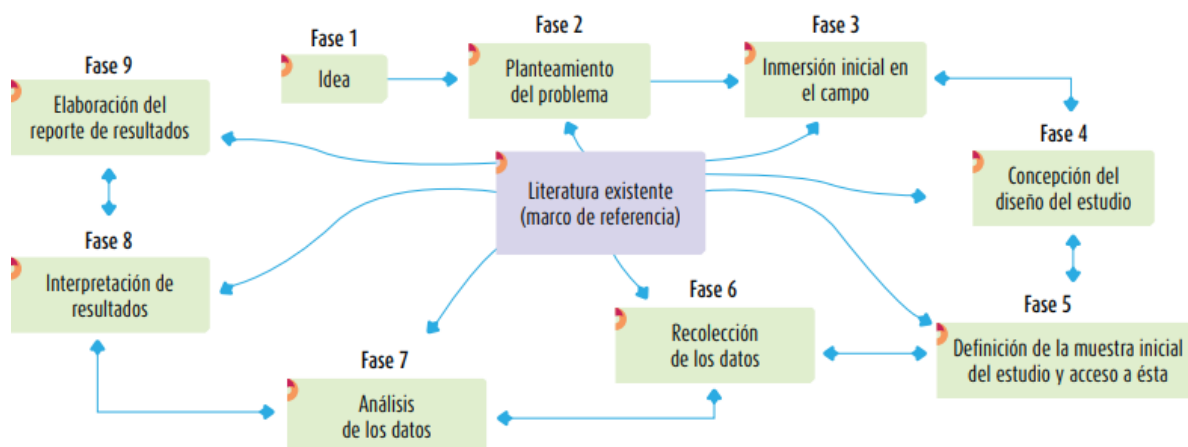 Fase 1
Idea
Fase 2
Planteamiento
del problema
Fase 3
Inmersión inicial en
el campo
Fase 4
Concepción del
diseño del estudio
Fase 5
Definición de la muestra inicial
del estudio y acceso a ésta
Fase 6
Recolección
de los datos
Fase 7
Análisis
de los datos
Fase 8
Interpretación de
resultados
Fase 9
Elaboración del
reporte de resultados
Literatura existente
(marco de referencia)